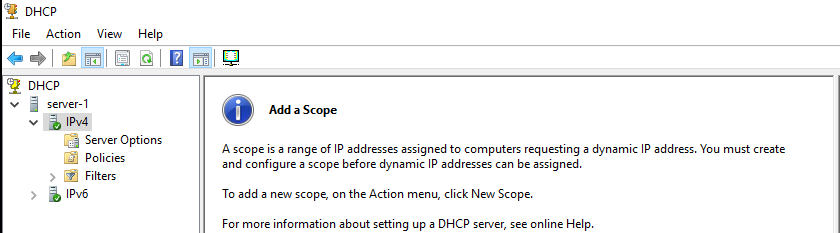 DHCP
File Action View Help
DHCP
server-1
IPv4
Server Options
Policies
Filters
IPv6
Add a Scope
A scope is a range of IP addresses assigned to computers requesting a dynamic IP address. You must create
and configure a scope before dynamic IP addresses can be assigned.
To add a new scope, on the Action menu, click New Scope.
For more information about setting up a DHCP server, see online Help.